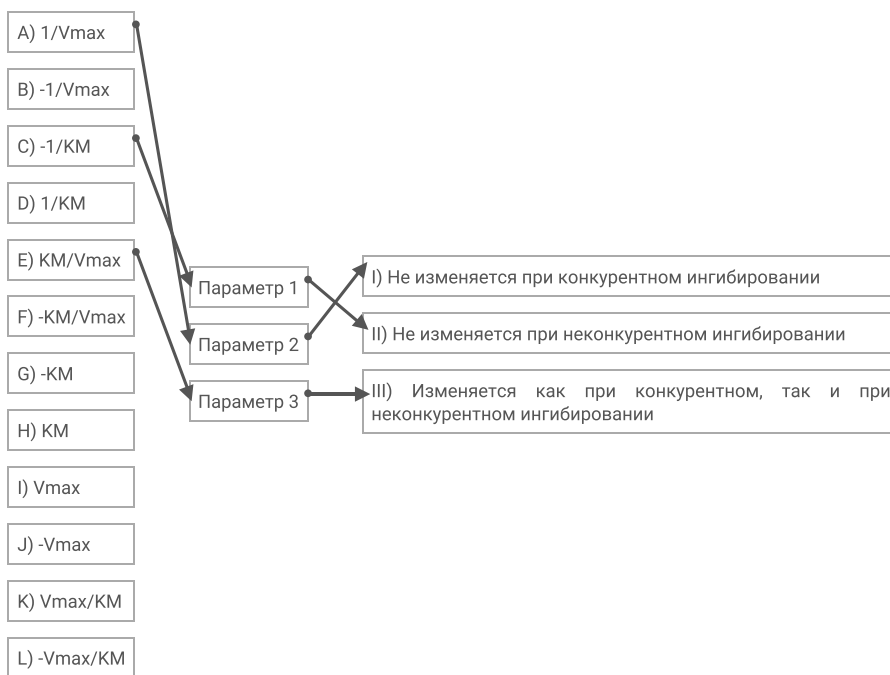 A) 1/Vmax
B) -1/Vmax
C) -1/KM
D) 1/KM
E) KM/Vmax
F) -KM/Vmax
G) -KM
H) KM
I) Vmax
J) -Vmax
K) Vmax/KM
L) -Vmax/KM
Параметр 1
Параметр 2
Параметр 3
I) Не изменяется при конкурентном ингибировании
II) Не изменяется при неконкурентном ингибировании
III) Изменяется как при конкурентном, так и при
неконкурентном ингибировании